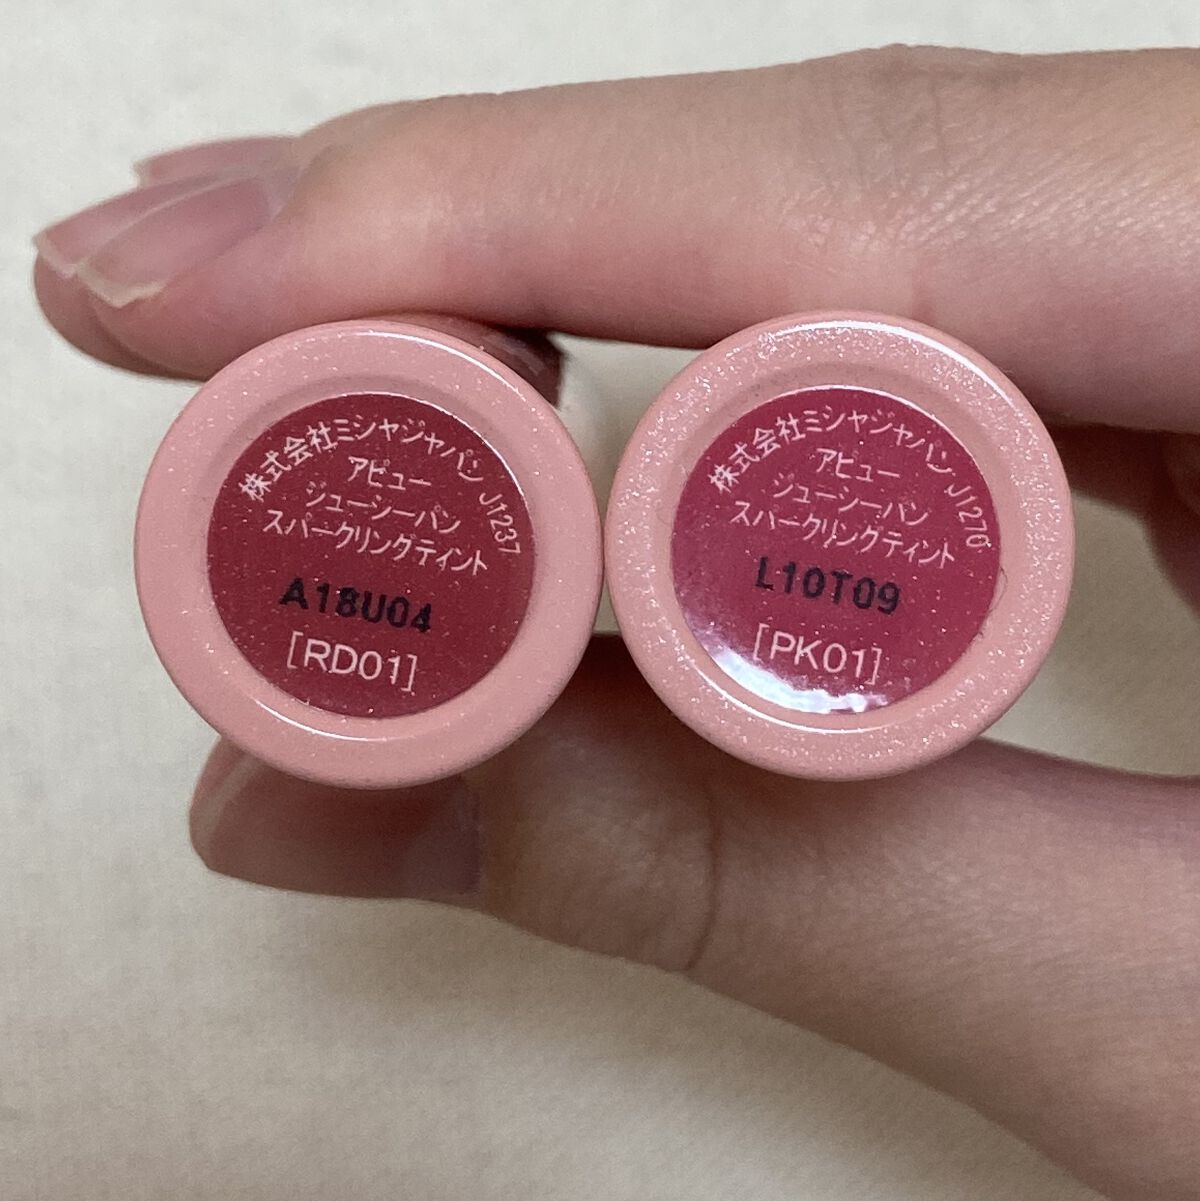 株式会社ミシャジャパン J1237
アピュー
ジューシーパン
スパークリングティント
A18U04
[RD01]
株式会社ミシャジャパン J1270
アピュー
ジューシーパン
スパークリングティント
L10T09
[PK01]